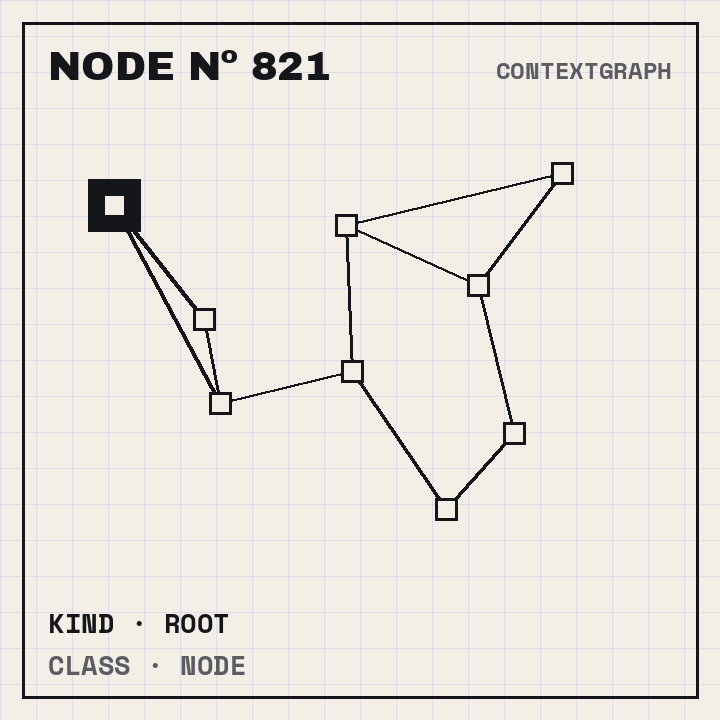 NODE Nº 821
CONTEXTGRAPH
KIND · ROOT
CLASS · NODE